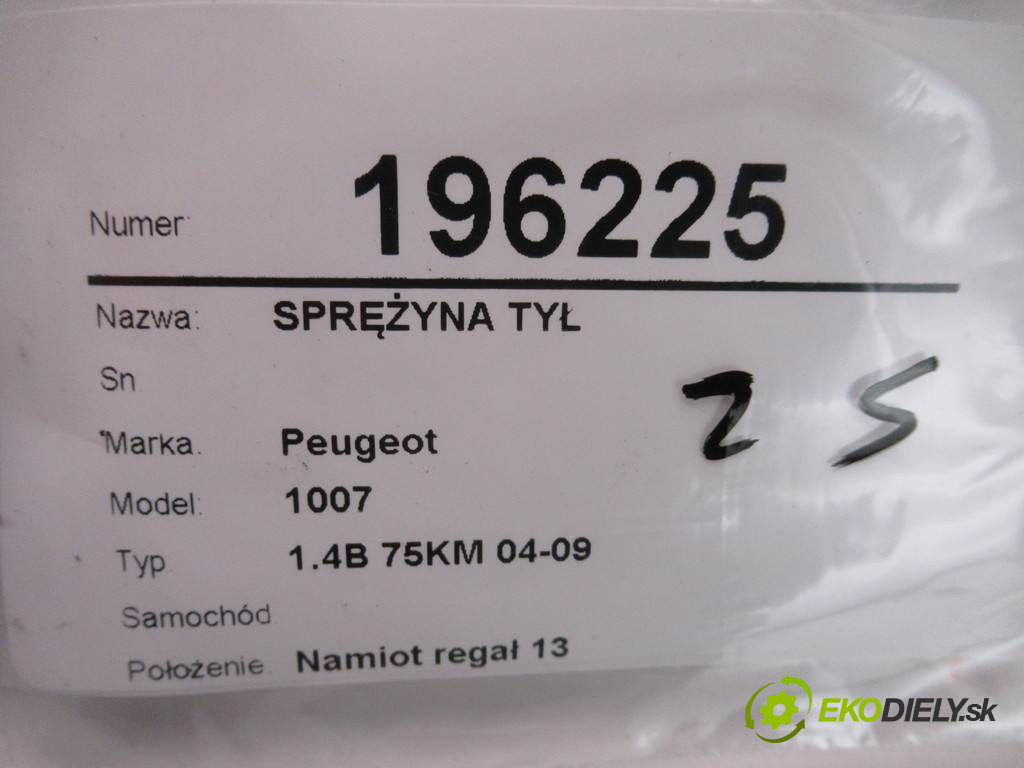 Numer: 196225
Nazwa: SPRĘŻYNA TYŁ
Sn
2 5
Marka. Peugeot
Model: 1007
Typ 1.4B 75KM 04-09
Samochód
Położenie Namiot regał 13
EKODIELY.sk